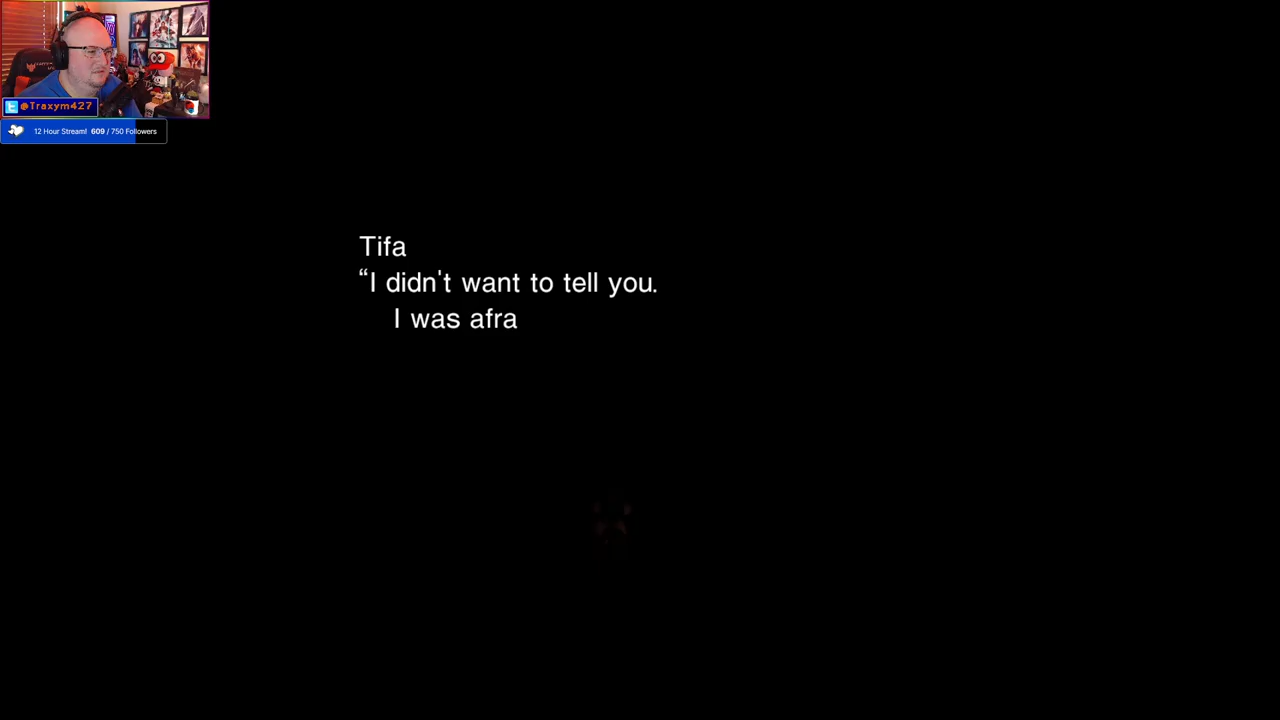 @Traxym427
12 Hour Stream! 609 / 750 Followers
Tifa
“I didn't want to tell you.
I was afra